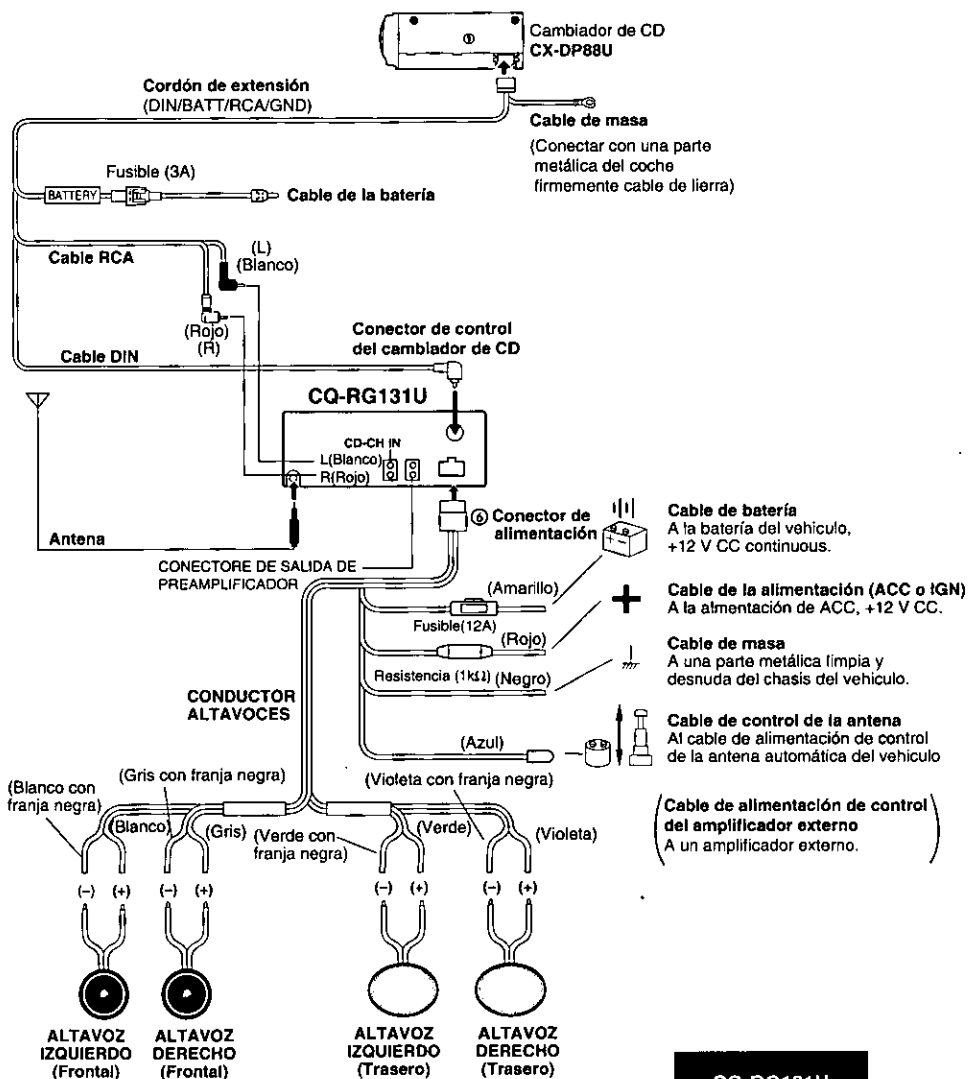 Cambiador de CD
CX-DP88U
Cordón de extensión
(DIN/BATT/RCA/GND)
Cable de masa
(Conectar con una parte
metálica del coche
firmemente cable de lierra)
Fusible (3A)
BATTERY
Cable de la batería
Cable RCA
(L)
(Blanco)
(Rojo)
(R)
Cable DIN
Conector de control
del cambiador de CD
CQ-RG131U
CD-CH IN
L(Blanco)
R(Rojo)
Antena
⑥ Conector de
alimentación
CONECTORE DE SALIDA DE
PREAMPLIFICADOR
(Amarillo)
Fusible(12A)
Cable de batería
A la batería del vehiculo,
+12 V CC continuous.
(Rojo)
Cable de la alimentación (ACC o IGN)
A la almentación de ACC, +12 V CC.
Resistencia (1kΩ)
(Negro)
Cable de masa
A una parte metálica limpia y
desnuda del chasis del vehiculo.
CONDUCTOR
ALTAVOCES
(Azul)
Cable de control de la antena
Al cable de alimentación de control
de la antena automática del vehiculo
(Cable de alimentación de control
del amplificador externo
A un amplificador externo.)
(Blanco con
franja negra)
(Gris con franja negra)
(Blanco)
(Gris)
(Verde con
franja negra)
(Violeta con franja negra)
(Verde)
(Violeta)
(–) (+) (–) (+) (–) (+) (–) (+)
ALTAVOZ
IZQUIERDO
(Frontal)
ALTAVOZ
DERECHO
(Frontal)
ALTAVOZ
IZQUIERDO
(Trasero)
ALTAVOZ
DERECHO
(Trasero)
CQ-RG131U